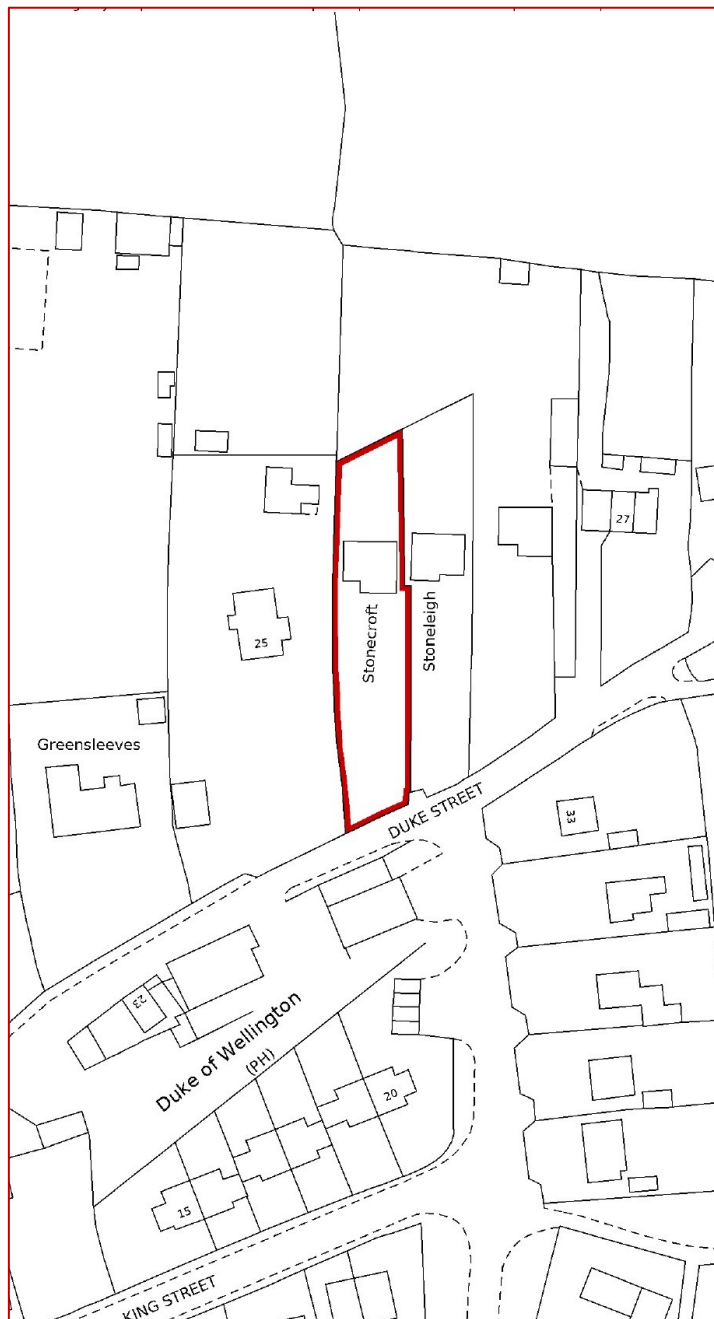 27
Stonecroft
Stoneleigh
25
Greensleeves
DUKE STREET
33
23
Duke of Wellington
(PH)
20
15
KING STREET